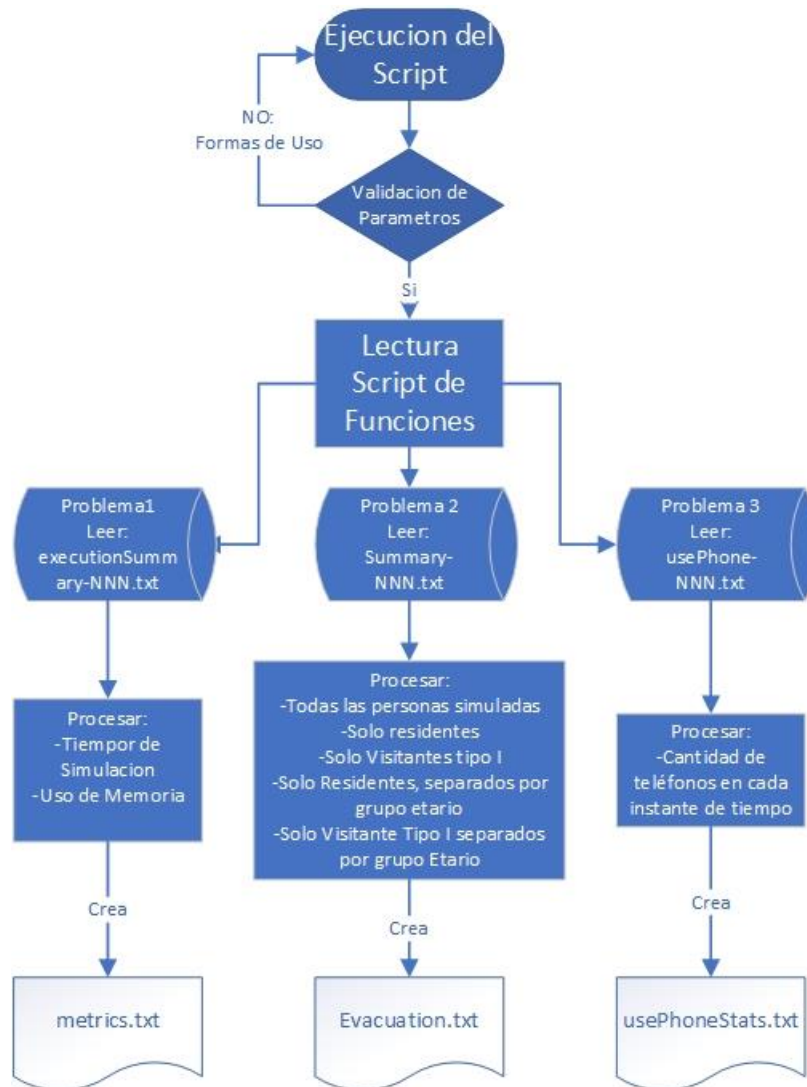 Ejecucion del
Script
NO:
Formas de Uso
Validacion de
Parametros
Si
Lectura
Script de
Funciones
Problema1
Leer:
executionSumm
ary-NNN.txt
Problema 2
Leer:
Summary-
NNN.txt
Problema 3
Leer:
usePhone-
NNN.txt
Procesar:
-Tiempor de
Simulacion
-Uso de Memoria
Procesar:
-Todas las personas simuladas
-Solo residentes
-Solo Visitantes tipo I
-Solo Residentes, separados por
grupo etario
-Solo Visitante Tipo I separados
por grupo Etario
Procesar:
-Cantidad de
teléfonos en cada
instante de tiempo
Crea
Crea
Crea
metrics.txt
Evacuation.txt
usePhoneStats.txt